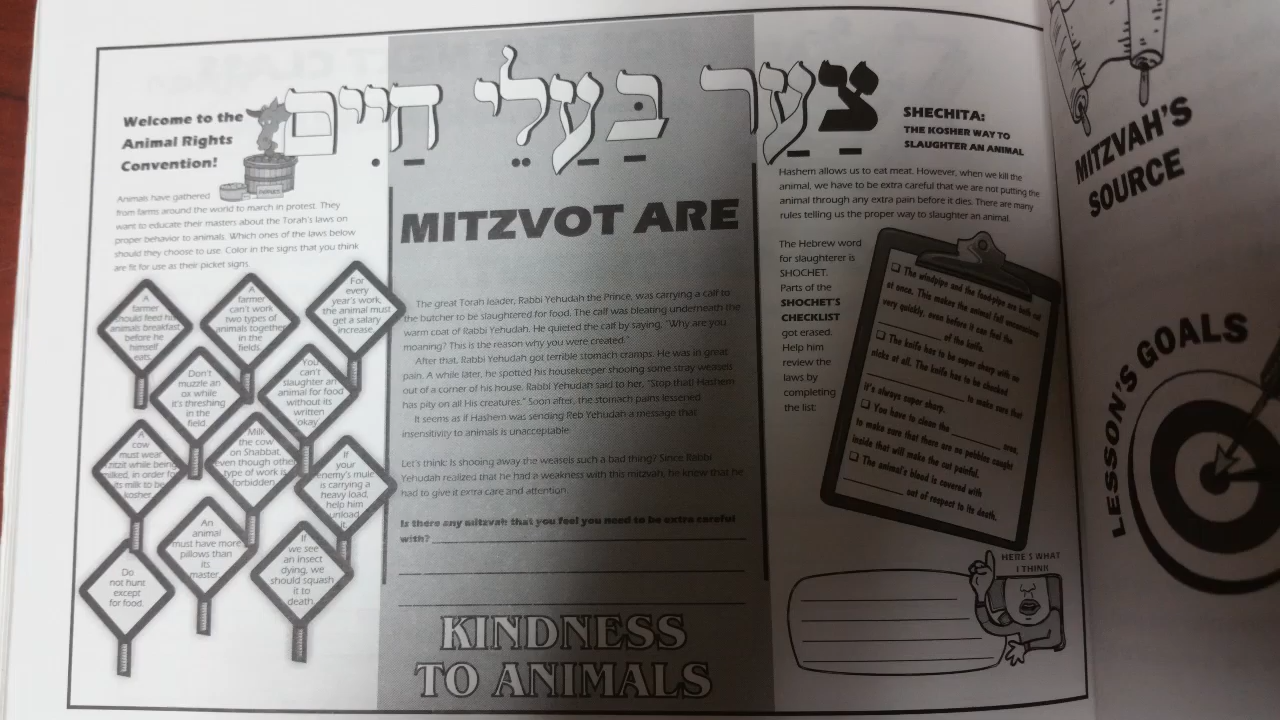 צַעַר בַּעֲלֵי חַיִּים
Welcome to the
Animal Rights
Convention!
Animals have gathered
from farms around the world to march in protest. They
want to educate their masters about the Torah's laws on
proper behavior to animals. Which ones of the laws below
should they choose to use. Color in the signs that you think
are fit for use as their picket signs.
A
farmer
should feed his
animals breakfast
before he
himself
eats.
A
farmer
can't work
two types of
animals together
in the
fields.
For
every
year's work,
the animal must
get a salary
increase.
Don't
muzzle an
ox while
it's threshing
in the
field.
You
can't
slaughter an
animal for food
without its
written
'okay'.
A
cow
must wear
tzitzit while being
milked, in order for
its milk to be
kosher.
Milk
the cow
on Shabbat,
even though other
type of work is
forbidden.
If
your
enemy's mule
is carrying a
heavy load,
help him
unload
it.
Do
not hunt
except
for food.
An
animal
must have more
pillows than
its
master.
If
we see
an insect
dying, we
should squash
it to
death.
MITZVOT ARE
The great Torah leader, Rabbi Yehudah the Prince, was carrying a calf to
the butcher to be slaughtered for food. The calf was bleating underneath the
warm coat of Rabbi Yehudah. He quieted the calf by saying, "Why are you
moaning? This is the reason why you were created."
After that, Rabbi Yehudah got terrible stomach cramps. He was in great
pain. A while later, he spotted his housekeeper shooing some stray weasels
out of a corner of his house. Rabbi Yehudah said to her, "Stop that! Hashem
has pity on all His creatures." Soon after, the stomach pains lessened.
It seems as if Hashem was sending Reb Yehudah a message that
insensitivity to animals is unacceptable.
Let's think: Is shooing away the weasels such a bad thing? Since Rabbi
Yehudah realized that he had a weakness with this mitzvah, he knew that he
had to give it extra care and attention.
Is there any mitzvah that you feel you need to be extra careful
with?
KINDNESS
TO ANIMALS
SHECHITA:
THE KOSHER WAY TO
SLAUGHTER AN ANIMAL
Hashem allows us to eat meat. However, when we kill the
animal, we have to be extra careful that we are not putting the
animal through any extra pain before it dies. There are many
rules telling us the proper way to slaughter an animal.
The Hebrew word
for slaughterer is
SHOCHET.
Parts of the
SHOCHET'S
CHECKLIST
got erased.
Help him
review the
laws by
completing
the list:
The windpipe and the food-pipe are both cut
at once. This makes the animal fall unconscious
very quickly, even before it can feel the
of the knife.
The knife has to be super sharp with no
nicks at all. The knife has to be checked
to make sure that
it's always super sharp.
You have to clean the area,
to make sure that there are no pebbles caught
inside that will make the cut painful.
The animal's blood is covered with
out of respect to its death.
HERE'S WHAT
I THINK
MITZVAH'S
SOURCE
LESSON'S GOALS